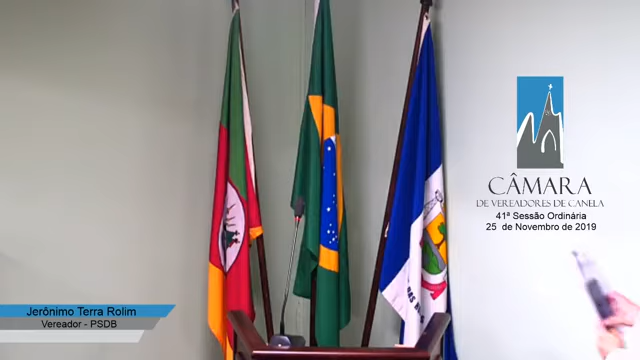 CÂMARA
DE VEREADORES DE CANELA
41ª Sessão Ordinária
25 de Novembro de 2019
Jerônimo Terra Rolim
Vereador - PSDB